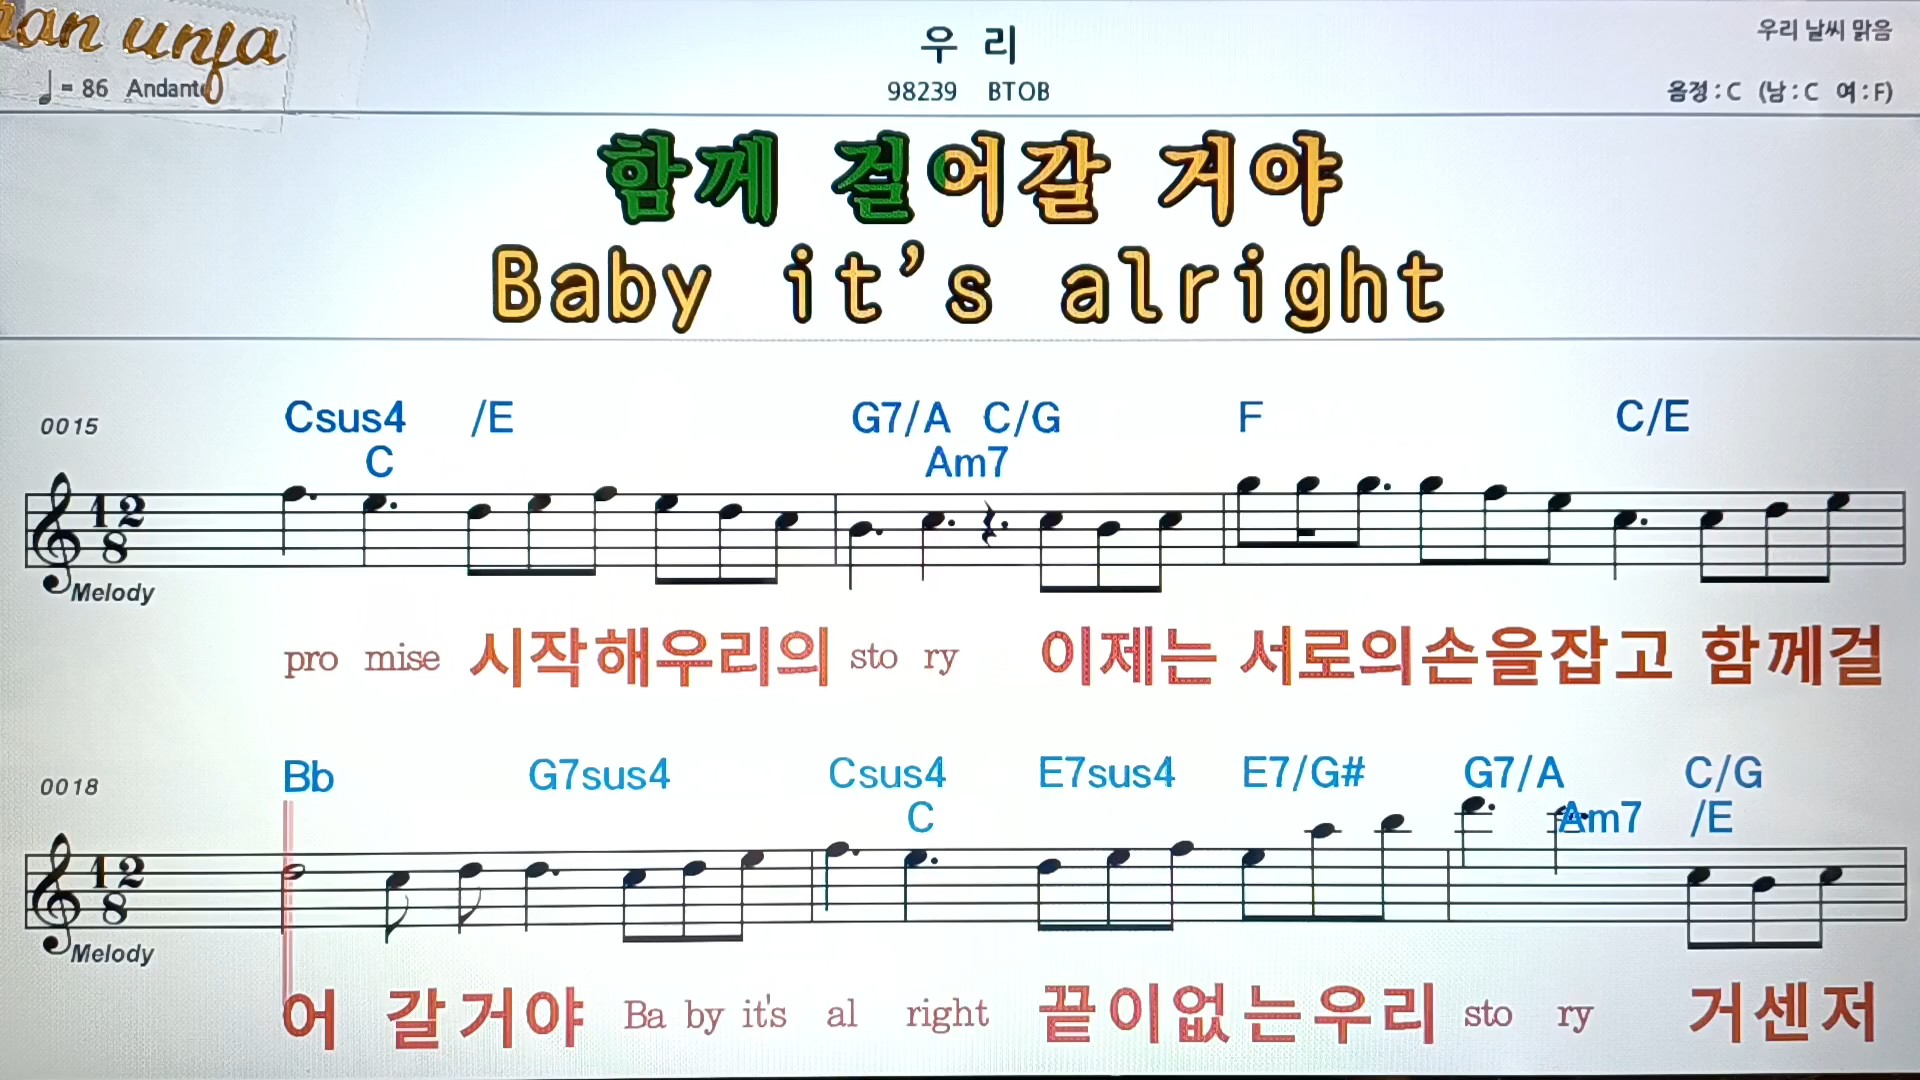 우리
우리 날씨 맑음
♩= 86 Andante
98239 BTOB
음정 : C (남 : C 여 : F)
함께 걸어갈 거야
Baby it's alright
0015
Csus4 /E G7/A C/G F C/E
C Am7
12
8
Melody
pro mise 시작해우리의 sto ry 이제는 서로의손을잡고 함께걸
0018
Bb G7sus4 Csus4 E7sus4 E7/G# G7/A C/G
C Am7 /E
12
8
Melody
어 갈거야 Ba by it's al right 끝이없는우리 sto ry 거센저